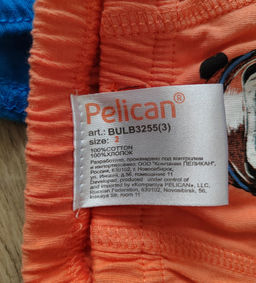 Pelican®
art.: BULB3255(3)
size: 2
100%COTTON
100%ХЛОПОК
Разработано, произведено под контролем
и импортировано: ООО "Компания ПЕЛИКАН",
Россия, 630102, г. Новосибирск,
ул. Инская, д.56, помещение 11
Developed, produced under control of
and imported by «Kompaniya PELICAN», LLC,
Russian Federation, 630102, Novosibirsk, 56,
Inskaya Str, room 11